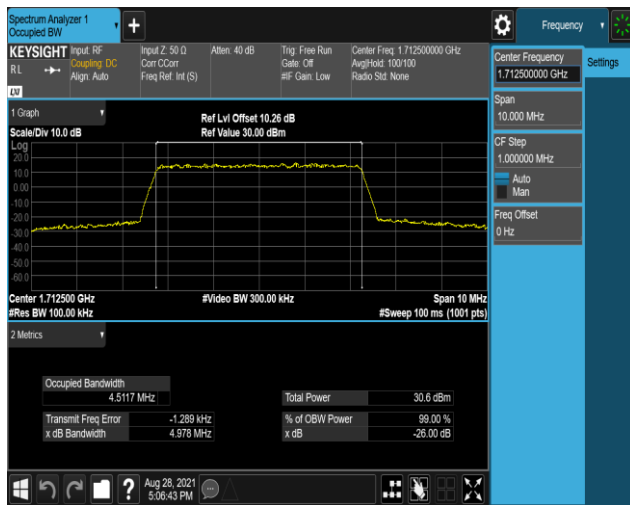 Spectrum Analyzer 1
Occupied BW
+
Frequency
KEYSIGHT
RL
LXI
Input: RF
Coupling: DC
Align: Auto
Input Z: 50 Ω
Corr CCorr
Freq Ref: Int (S)
Atten: 40 dB
Trig: Free Run
Gate: Off
#IF Gain: Low
Center Freq: 1.712500000 GHz
Avg|Hold: 100/100
Radio Std: None
Center Frequency
1.712500000 GHz
Settings
Span
10.000 MHz
CF Step
1.000000 MHz
Auto
Man
Freq Offset
0 Hz
1 Graph
Scale/Div 10.0 dB
Ref Lvl Offset 10.26 dB
Ref Value 30.00 dBm
Log
20.0
10.0
0.00
-10.0
-20.0
-30.0
-40.0
-50.0
-60.0
Center 1.712500 GHz
#Video BW 300.00 kHz
Span 10 MHz
#Res BW 100.00 kHz
#Sweep 100 ms (1001 pts)
2 Metrics
Occupied Bandwidth
4.5117 MHz
Total Power 30.6 dBm
Transmit Freq Error -1.289 kHz
% of OBW Power 99.00 %
x dB Bandwidth 4.978 MHz
x dB -26.00 dB
?
Aug 28, 2021
5:06:43 PM